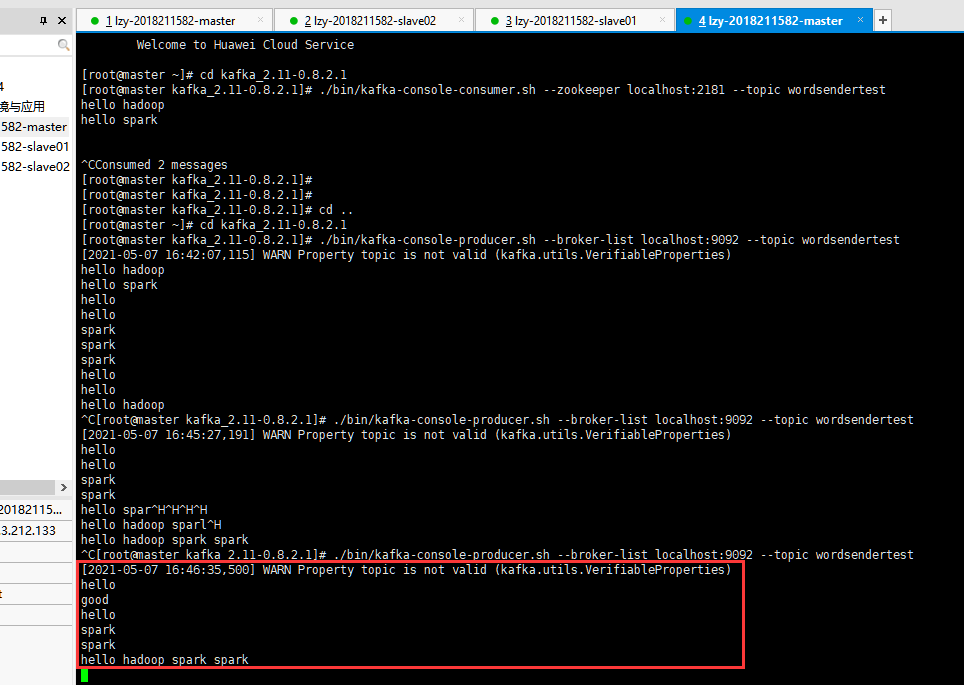 1 lzy-2018211582-master × 2 lzy-2018211582-slave02 × 3 lzy-2018211582-slave01 × 4 lzy-2018211582-master × +
4
境与应用
582-master
582-slave01
582-slave02
20182115...
3.212.133
t
Welcome to Huawei Cloud Service
[root@master ~]# cd kafka_2.11-0.8.2.1
[root@master kafka_2.11-0.8.2.1]# ./bin/kafka-console-consumer.sh --zookeeper localhost:2181 --topic wordsendertest
hello hadoop
hello spark
^CConsumed 2 messages
[root@master kafka_2.11-0.8.2.1]#
[root@master kafka_2.11-0.8.2.1]#
[root@master kafka_2.11-0.8.2.1]# cd ..
[root@master ~]# cd kafka_2.11-0.8.2.1
[root@master kafka_2.11-0.8.2.1]# ./bin/kafka-console-producer.sh --broker-list localhost:9092 --topic wordsendertest
[2021-05-07 16:42:07,115] WARN Property topic is not valid (kafka.utils.VerifiableProperties)
hello hadoop
hello spark
hello
hello
spark
spark
spark
hello
hello
hello hadoop
^C[root@master kafka_2.11-0.8.2.1]# ./bin/kafka-console-producer.sh --broker-list localhost:9092 --topic wordsendertest
[2021-05-07 16:45:27,191] WARN Property topic is not valid (kafka.utils.VerifiableProperties)
hello
hello
spark
spark
hello spar^H^H^H^H
hello hadoop sparl^H
hello hadoop spark spark
^C[root@master kafka_2.11-0.8.2.1]# ./bin/kafka-console-producer.sh --broker-list localhost:9092 --topic wordsendertest
[2021-05-07 16:46:35,500] WARN Property topic is not valid (kafka.utils.VerifiableProperties)
hello
good
hello
spark
spark
hello hadoop spark spark